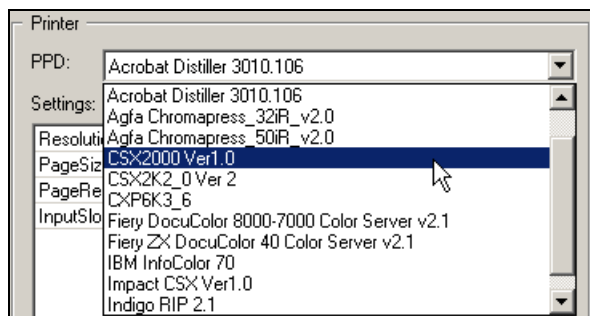 Printer
PPD: Acrobat Distiller 3010.106
Settings: Acrobat Distiller 3010.106
Agfa Chromapress_32iR_v2.0
Resoluti Agfa Chromapress_50iR_v2.0
PageSiz CSX2000 Ver1.0
CSX2K2_0 Ver 2
PageRe CXP6K3_6
InputSlo Fiery DocuColor 8000-7000 Color Server v2.1
Fiery ZX DocuColor 40 Color Server v2.1
IBM InfoColor 70
Impact CSX Ver1.0
Indigo RIP 2.1